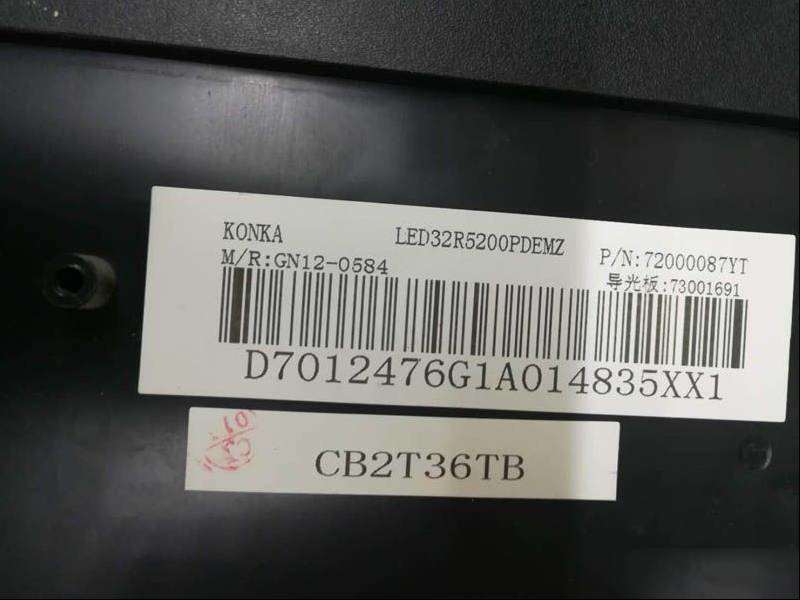 KONKA LED32R5200PDEMZ P/N:72000087YT
M/R:GN12-0584 导光板:73001691
D7012476G1A014835XX1
CB2T36TB